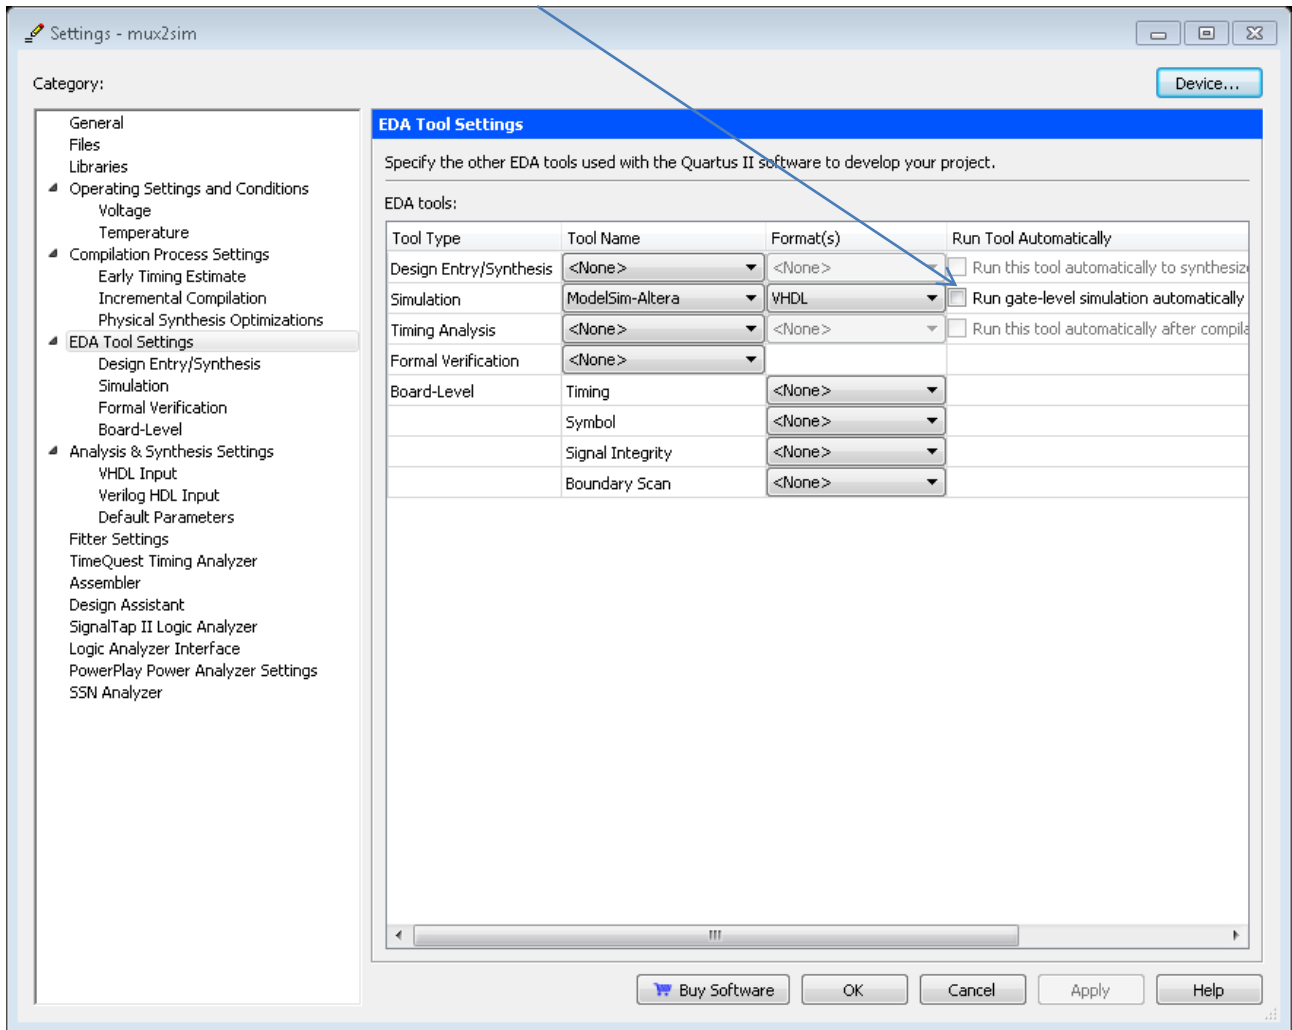 Settings - mux2sim
Category:
Device...
General
Files
Libraries
Operating Settings and Conditions
Voltage
Temperature
Compilation Process Settings
Early Timing Estimate
Incremental Compilation
Physical Synthesis Optimizations
EDA Tool Settings
Design Entry/Synthesis
Simulation
Formal Verification
Board-Level
Analysis & Synthesis Settings
VHDL Input
Verilog HDL Input
Default Parameters
Fitter Settings
TimeQuest Timing Analyzer
Assembler
Design Assistant
SignalTap II Logic Analyzer
Logic Analyzer Interface
PowerPlay Power Analyzer Settings
SSN Analyzer
EDA Tool Settings
Specify the other EDA tools used with the Quartus II software to develop your project.
EDA tools:
Tool Type Tool Name Format(s) Run Tool Automatically
Design Entry/Synthesis <None> <None> Run this tool automatically to synthesiz
Simulation ModelSim-Altera VHDL Run gate-level simulation automatically
Timing Analysis <None> <None> Run this tool automatically after compila
Formal Verification <None>
Board-Level Timing <None>
Symbol <None>
Signal Integrity <None>
Boundary Scan <None>
Buy Software OK Cancel Apply Help